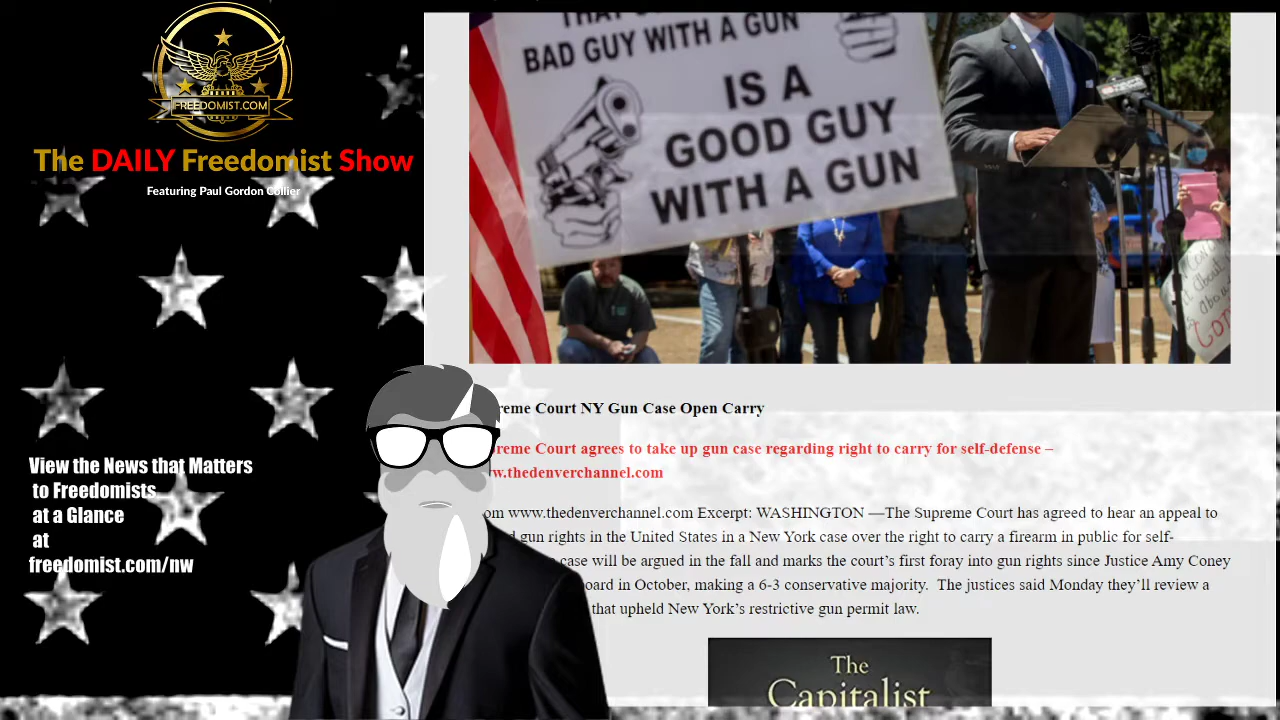 FREEDOMIST.COM
The DAILY Freedomist Show
Featuring Paul Gordon Collier
View the News that Matters
to Freedomists
at a Glance
at
freedomist.com/nw
BAD GUY WITH A GUN
IS A
GOOD GUY
WITH A GUN
reme Court NY Gun Case Open Carry
reme Court agrees to take up gun case regarding right to carry for self-defense –
w.thedenverchannel.com
om www.thedenverchannel.com Excerpt: WASHINGTON —The Supreme Court has agreed to hear an appeal to
d gun rights in the United States in a New York case over the right to carry a firearm in public for self-
case will be argued in the fall and marks the court's first foray into gun rights since Justice Amy Coney
oard in October, making a 6-3 conservative majority. The justices said Monday they'll review a
that upheld New York's restrictive gun permit law.
The
Capitalist